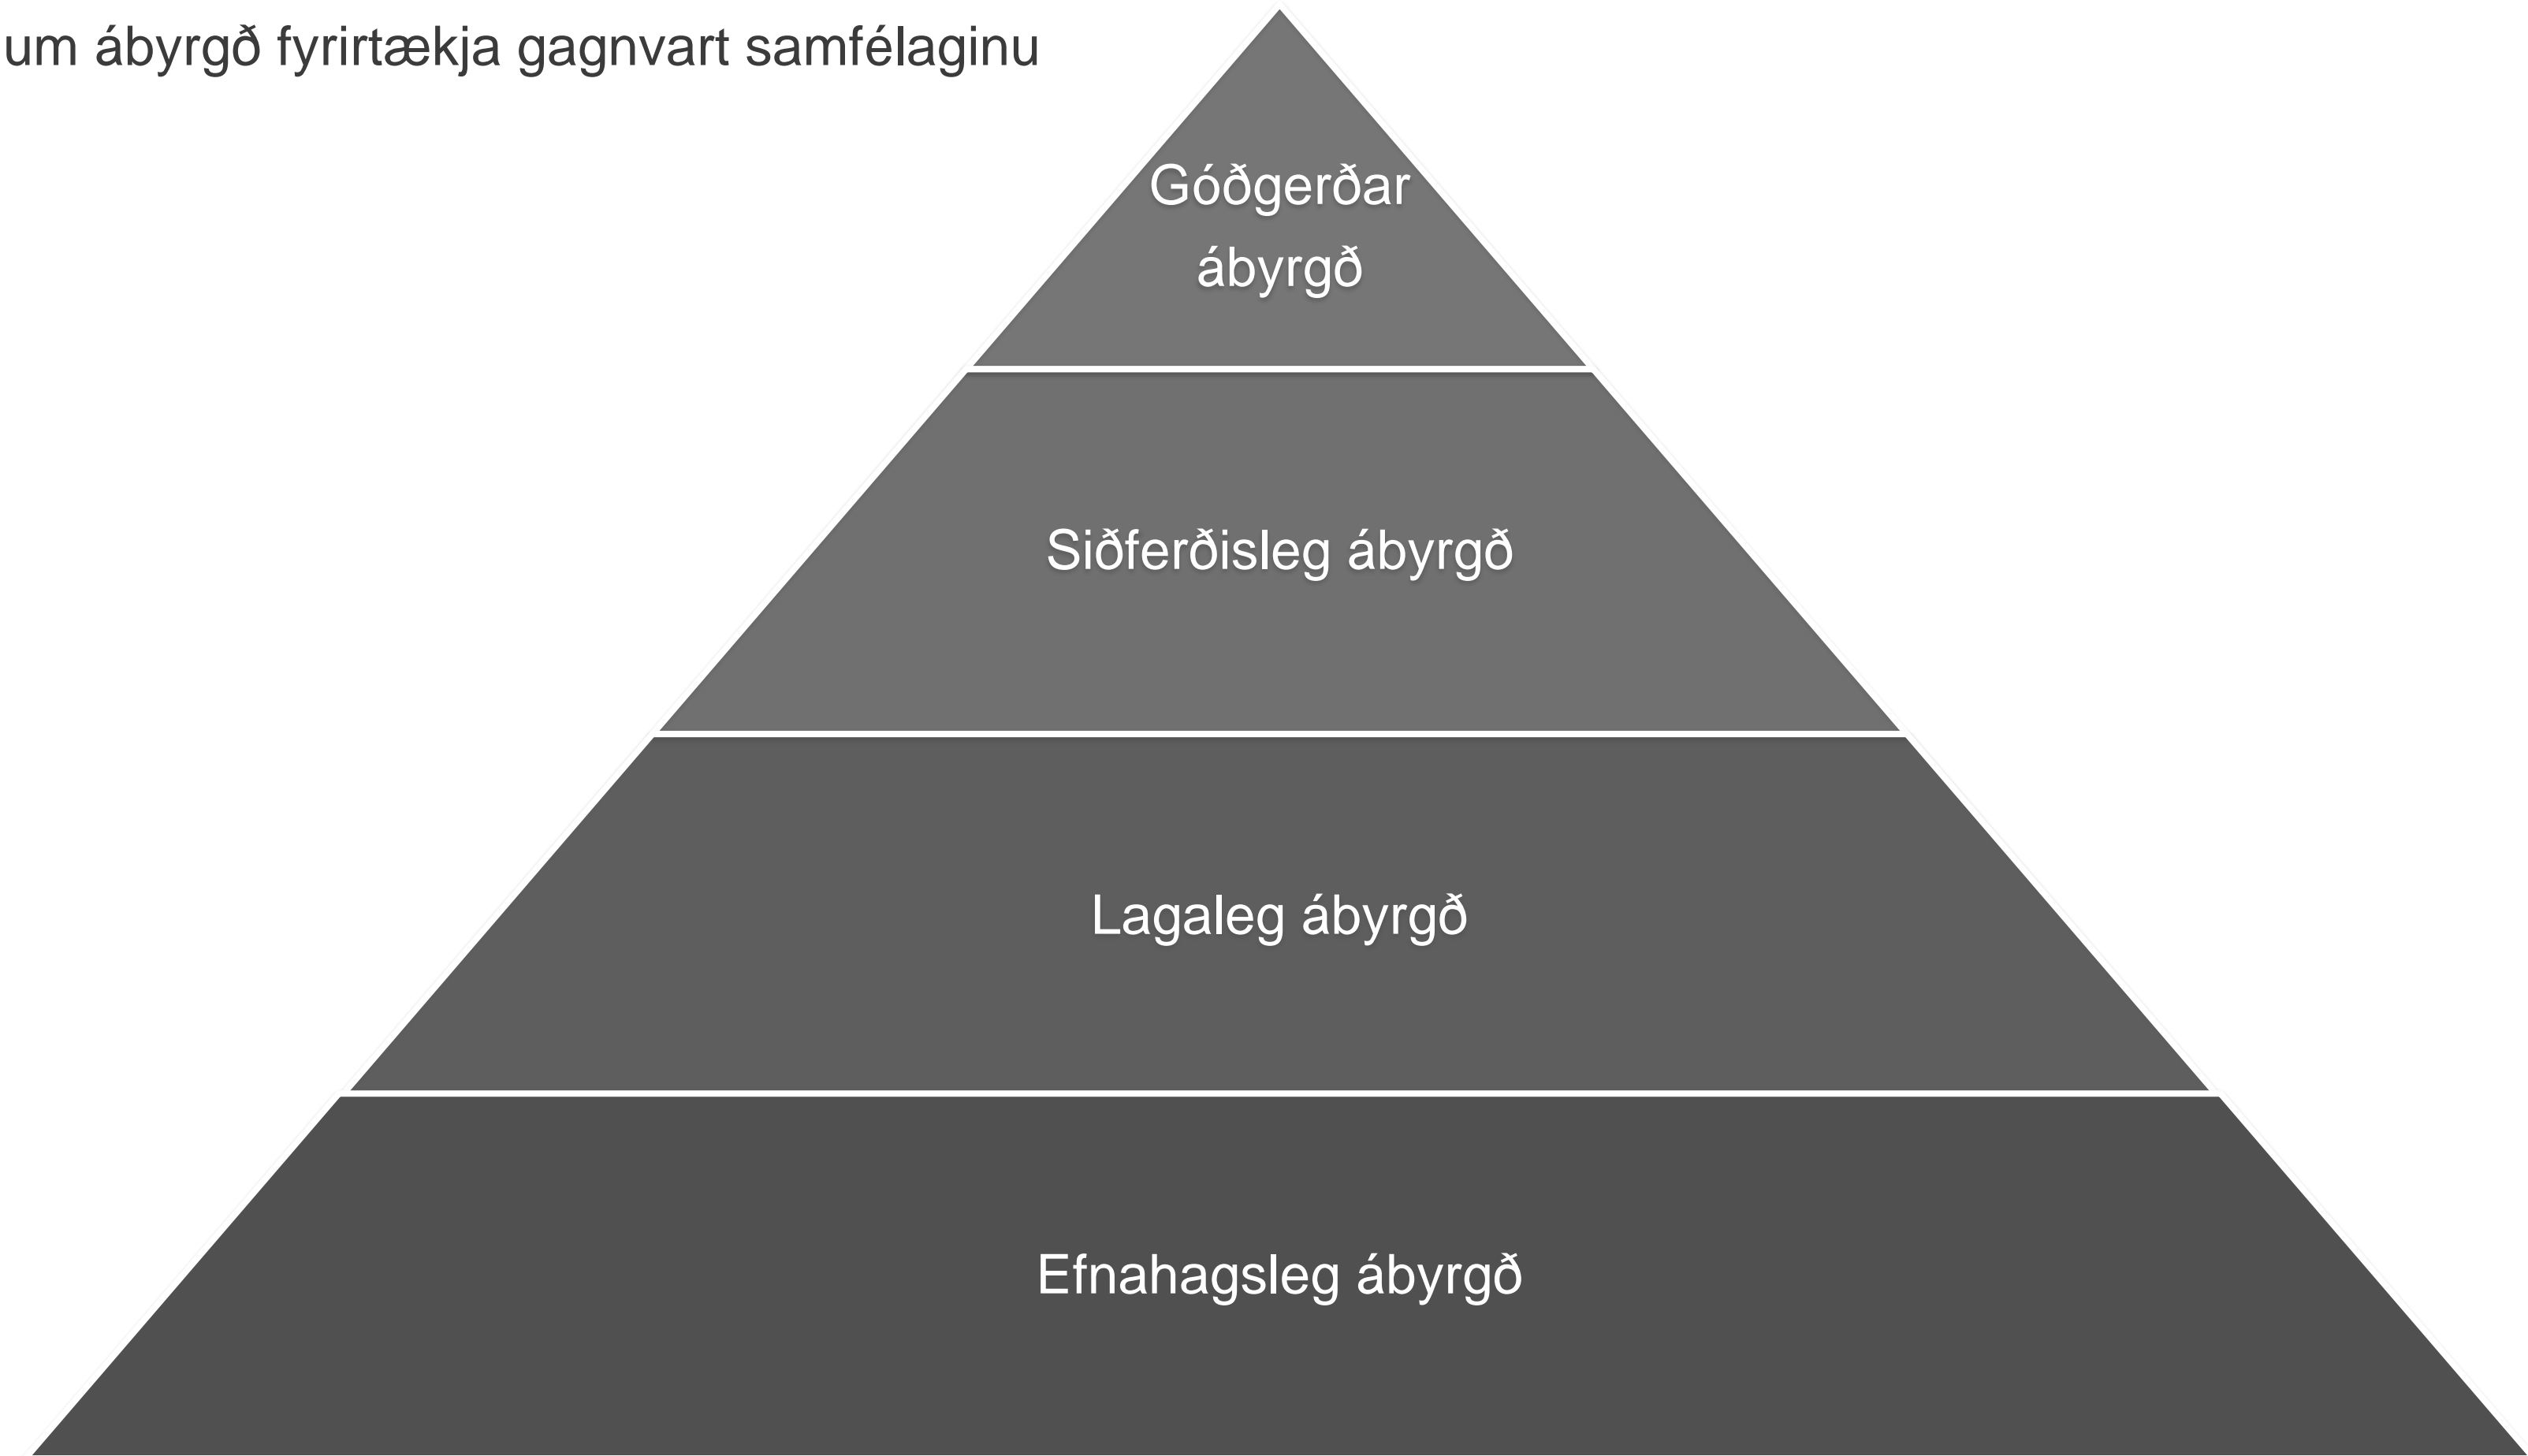 um ábyrgð fyrirtækja gagnvart samfélaginu
Góðgerðar
ábyrgð
Siðferðisleg ábyrgð
Lagaleg ábyrgð
Efnahagsleg ábyrgð